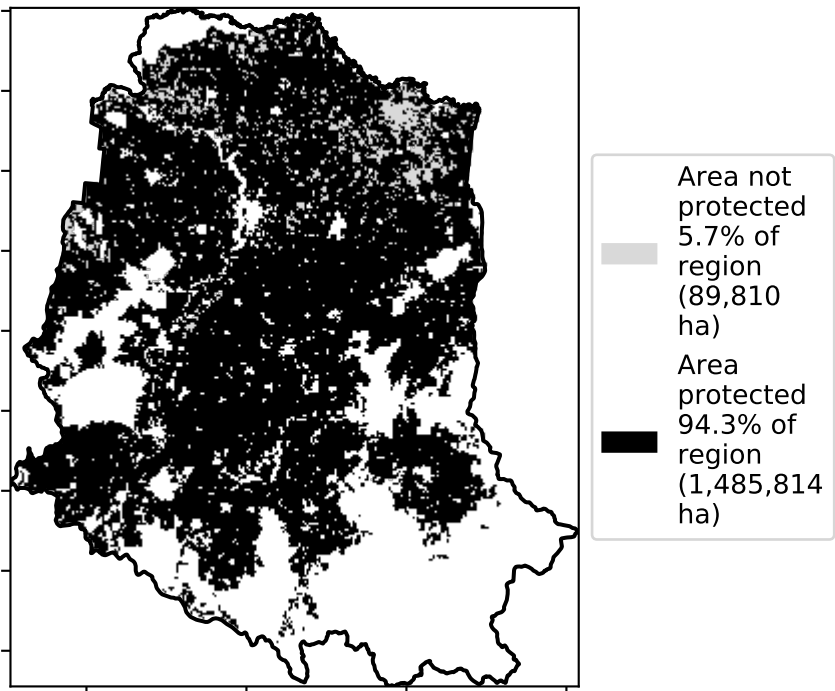 Area not
protected
5.7% of
region
(89,810
ha)
Area
protected
94.3% of
region
(1,485,814
ha)